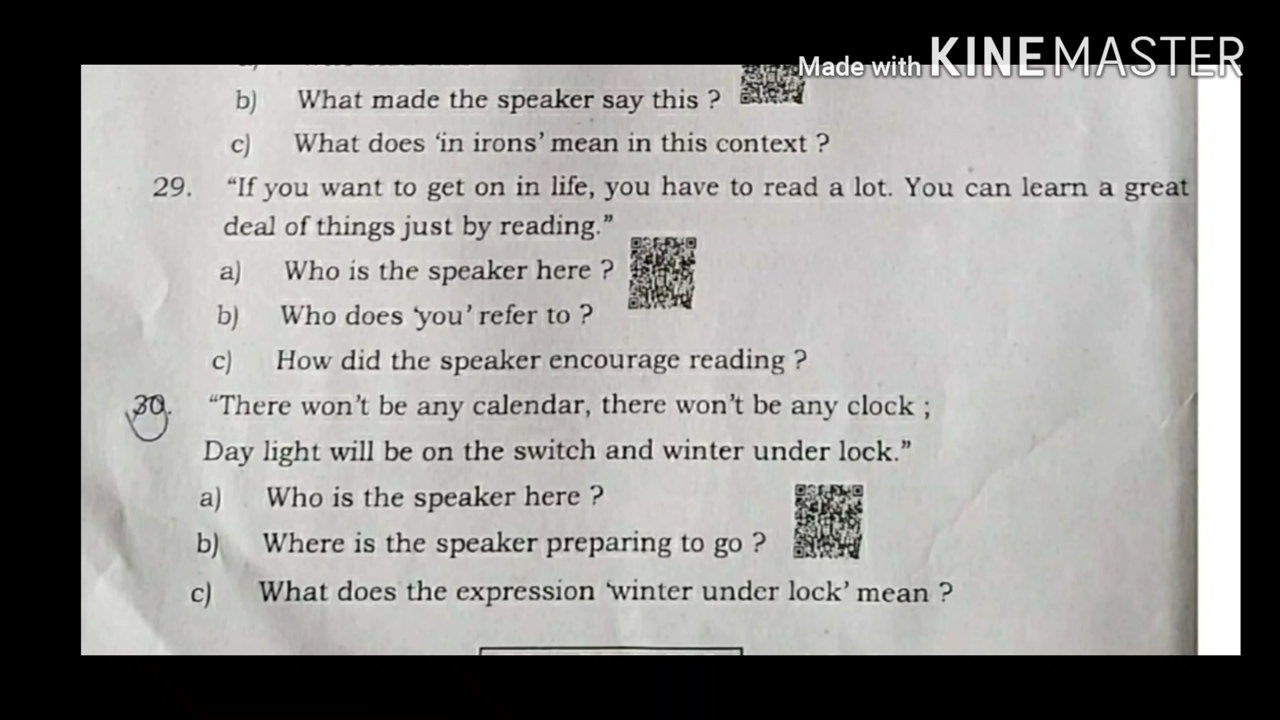 Made with KINEMASTER
b) What made the speaker say this ?
c) What does ‘in irons’ mean in this context ?
29. “If you want to get on in life, you have to read a lot. You can learn a great
deal of things just by reading.”
a) Who is the speaker here ?
b) Who does ‘you’ refer to ?
c) How did the speaker encourage reading ?
30. “There won’t be any calendar, there won’t be any clock ;
Day light will be on the switch and winter under lock.”
a) Who is the speaker here ?
b) Where is the speaker preparing to go ?
c) What does the expression ‘winter under lock’ mean ?